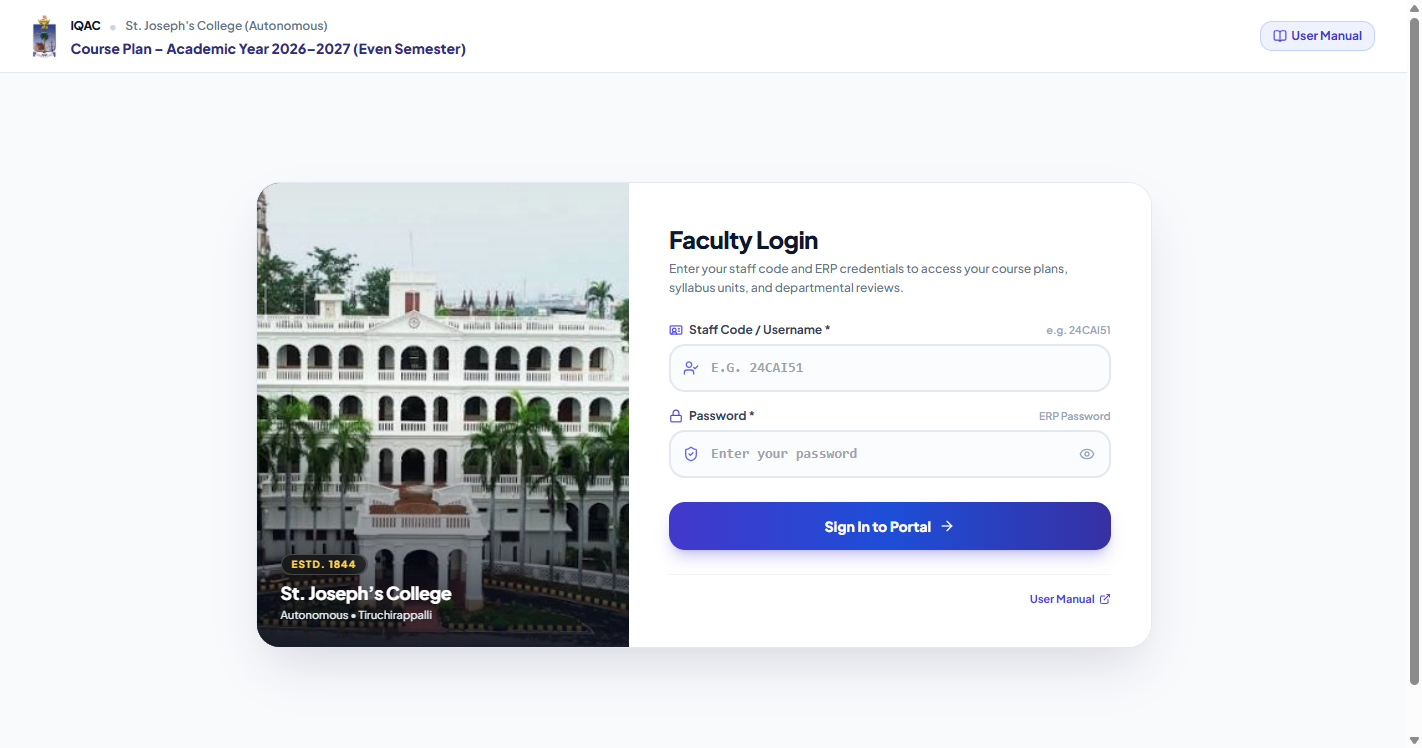 IQAC • St. Joseph's College (Autonomous)
Course Plan – Academic Year 2026–2027 (Even Semester)
User Manual
ESTD. 1844
St. Joseph's College
Autonomous • Tiruchirappalli
Faculty Login
Enter your staff code and ERP credentials to access your course plans,
syllabus units, and departmental reviews.
Staff Code / Username *
e.g. 24CAI51
E.G. 24CAI51
Password *
ERP Password
Enter your password
Sign In to Portal →
User Manual